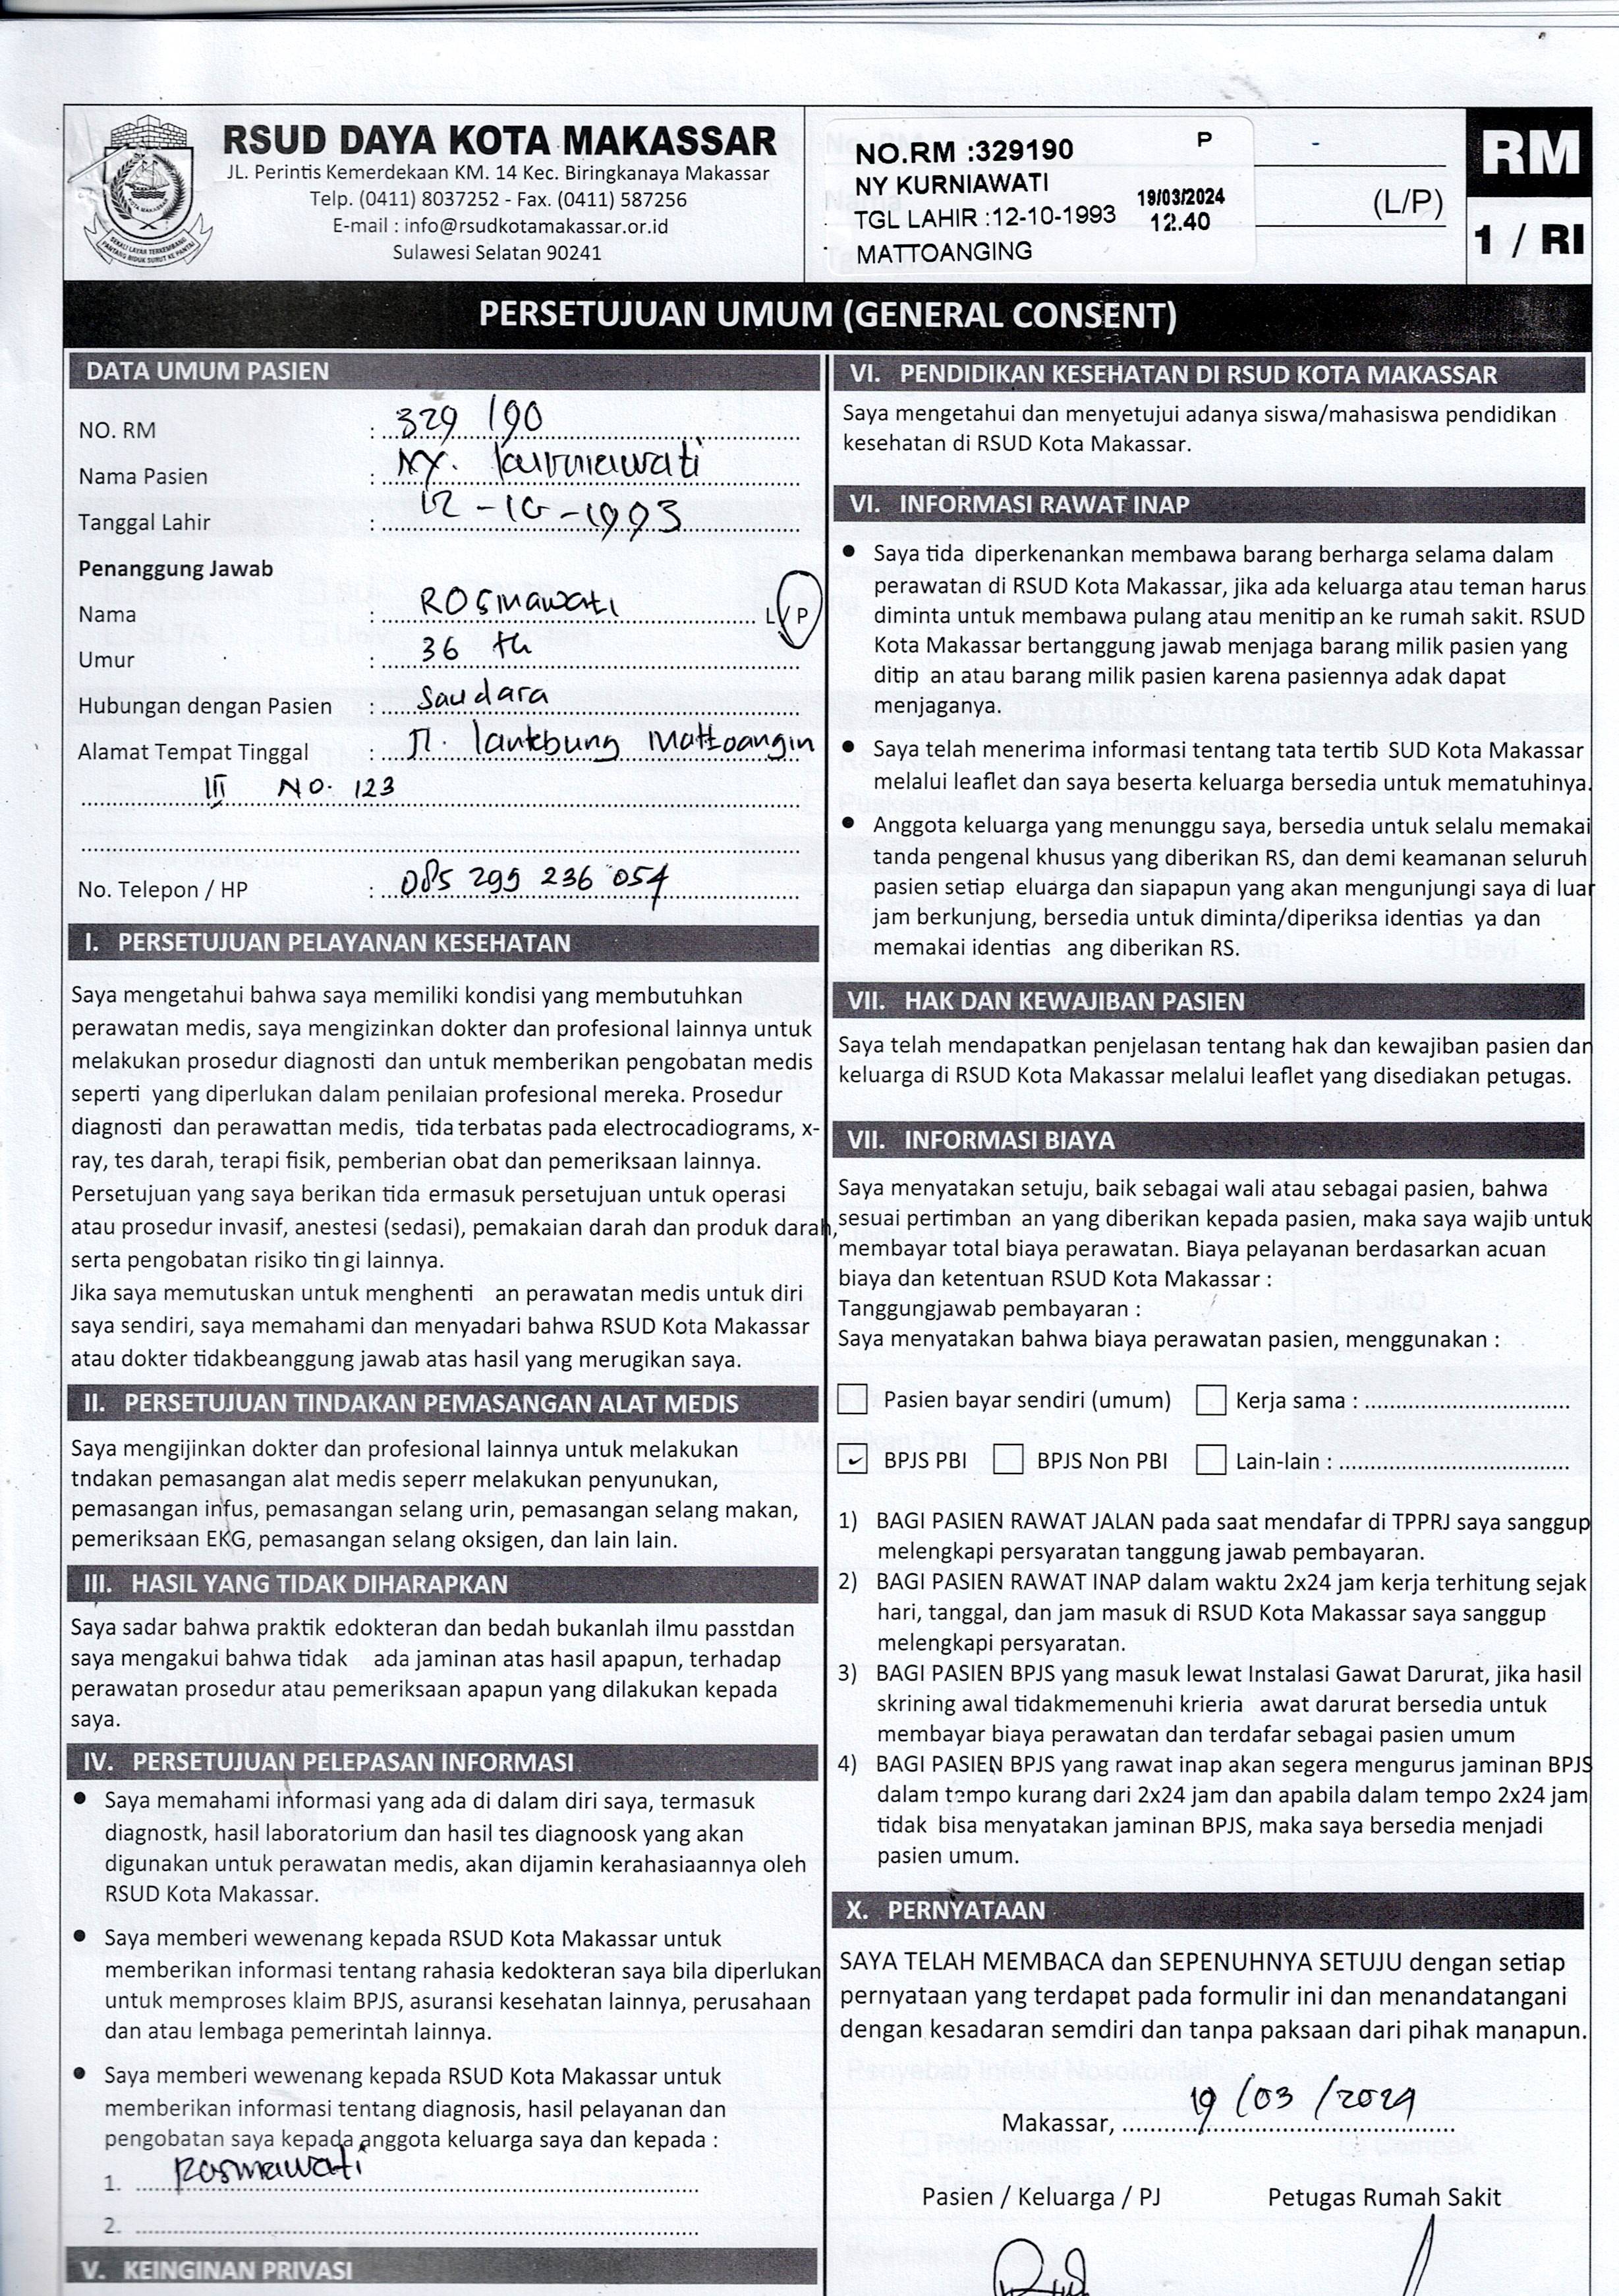 RSUD DAYA KOTA MAKASSAR
JL. Perintis Kemerdekaan KM. 14 Kec. Biringkanaya Makassar
Telp. (0411) 8037252 - Fax. (0411) 587256
E-mail : info@rsudkotamakassar.or.id
Sulawesi Selatan 90241
NO.RM :329190 P
NY KURNIAWATI
TGL LAHIR :12-10-1993
19/03/2024
12.40
MATTOANGING
(L/P)
RM
1 / RI
PERSETUJUAN UMUM (GENERAL CONSENT)
DATA UMUM PASIEN
NO. RM : 329 190
Nama Pasien : NY. kurniawati
Tanggal Lahir : 12 - 10 - 1993
Penanggung Jawab
Nama : ROSmawati L/P
Umur : 36 th
Hubungan dengan Pasien : Saudara
Alamat Tempat Tinggal : Jl. lantebung Mattoangin
III NO. 123
No. Telepon / HP : 085 299 236 054
I. PERSETUJUAN PELAYANAN KESEHATAN
Saya mengetahui bahwa saya memiliki kondisi yang membutuhkan
perawatan medis, saya mengizinkan dokter dan profesional lainnya untuk
melakukan prosedur diagnosti dan untuk memberikan pengobatan medis
seperti yang diperlukan dalam penilaian profesional mereka. Prosedur
diagnosti dan perawattan medis, tida terbatas pada electrocadiograms, x-
ray, tes darah, terapi fisik, pemberian obat dan pemeriksaan lainnya.
Persetujuan yang saya berikan tida ermasuk persetujuan untuk operasi
atau prosedur invasif, anestesi (sedasi), pemakaian darah dan produk darah,
serta pengobatan risiko tin gi lainnya.
Jika saya memutuskan untuk menghenti an perawatan medis untuk diri
saya sendiri, saya memahami dan menyadari bahwa RSUD Kota Makassar
atau dokter tidakbeanggung jawab atas hasil yang merugikan saya.
II. PERSETUJUAN TINDAKAN PEMASANGAN ALAT MEDIS
Saya mengijinkan dokter dan profesional lainnya untuk melakukan
tndakan pemasangan alat medis seperr melakukan penyunukan,
pemasangan infus, pemasangan selang urin, pemasangan selang makan,
pemeriksaan EKG, pemasangan selang oksigen, dan lain lain.
III. HASIL YANG TIDAK DIHARAPKAN
Saya sadar bahwa praktik edokteran dan bedah bukanlah ilmu passtdan
saya mengakui bahwa tidak ada jaminan atas hasil apapun, terhadap
perawatan prosedur atau pemeriksaan apapun yang dilakukan kepada
saya.
IV. PERSETUJUAN PELEPASAN INFORMASI
● Saya memahami informasi yang ada di dalam diri saya, termasuk
diagnostk, hasil laboratorium dan hasil tes diagnoosk yang akan
digunakan untuk perawatan medis, akan dijamin kerahasiaannya oleh
RSUD Kota Makassar.
● Saya memberi wewenang kepada RSUD Kota Makassar untuk
memberikan informasi tentang rahasia kedokteran saya bila diperlukan
untuk memproses klaim BPJS, asuransi kesehatan lainnya, perusahaan
dan atau lembaga pemerintah lainnya.
● Saya memberi wewenang kepada RSUD Kota Makassar untuk
memberikan informasi tentang diagnosis, hasil pelayanan dan
pengobatan saya kepada anggota keluarga saya dan kepada :
1. Rosmawati
2.
V. KEINGINAN PRIVASI
VI. PENDIDIKAN KESEHATAN DI RSUD KOTA MAKASSAR
Saya mengetahui dan menyetujui adanya siswa/mahasiswa pendidikan
kesehatan di RSUD Kota Makassar.
VI. INFORMASI RAWAT INAP
● Saya tida diperkenankan membawa barang berharga selama dalam
perawatan di RSUD Kota Makassar, jika ada keluarga atau teman harus
diminta untuk membawa pulang atau menitip an ke rumah sakit. RSUD
Kota Makassar bertanggung jawab menjaga barang milik pasien yang
ditip an atau barang milik pasien karena pasiennya adak dapat
menjaganya.
● Saya telah menerima informasi tentang tata tertib SUD Kota Makassar
melalui leaflet dan saya beserta keluarga bersedia untuk mematuhinya.
● Anggota keluarga yang menunggu saya, bersedia untuk selalu memakai
tanda pengenal khusus yang diberikan RS, dan demi keamanan seluruh
pasien setiap eluarga dan siapapun yang akan mengunjungi saya di luar
jam berkunjung, bersedia untuk diminta/diperiksa identias ya dan
memakai identias ang diberikan RS.
VII. HAK DAN KEWAJIBAN PASIEN
Saya telah mendapatkan penjelasan tentang hak dan kewajiban pasien dan
keluarga di RSUD Kota Makassar melalui leaflet yang disediakan petugas.
VII. INFORMASI BIAYA
Saya menyatakan setuju, baik sebagai wali atau sebagai pasien, bahwa
sesuai pertimban an yang diberikan kepada pasien, maka saya wajib untuk
membayar total biaya perawatan. Biaya pelayanan berdasarkan acuan
biaya dan ketentuan RSUD Kota Makassar :
Tanggungjawab pembayaran :
Saya menyatakan bahwa biaya perawatan pasien, menggunakan :
Pasien bayar sendiri (umum) Kerja sama :
✓ BPJS PBI BPJS Non PBI Lain-lain :
1) BAGI PASIEN RAWAT JALAN pada saat mendafar di TPPRJ saya sanggup
melengkapi persyaratan tanggung jawab pembayaran.
2) BAGI PASIEN RAWAT INAP dalam waktu 2x24 jam kerja terhitung sejak
hari, tanggal, dan jam masuk di RSUD Kota Makassar saya sanggup
melengkapi persyaratan.
3) BAGI PASIEN BPJS yang masuk lewat Instalasi Gawat Darurat, jika hasil
skrining awal tidakmemenuhi krieria awat darurat bersedia untuk
membayar biaya perawatan dan terdafar sebagai pasien umum
4) BAGI PASIEN BPJS yang rawat inap akan segera mengurus jaminan BPJS
dalam tempo kurang dari 2x24 jam dan apabila dalam tempo 2x24 jam
tidak bisa menyatakan jaminan BPJS, maka saya bersedia menjadi
pasien umum.
X. PERNYATAAN
SAYA TELAH MEMBACA dan SEPENUHNYA SETUJU dengan setiap
pernyataan yang terdapat pada formulir ini dan menandatangani
dengan kesadaran semdiri dan tanpa paksaan dari pihak manapun.
Makassar, 19/03/2024
Pasien / Keluarga / PJ Petugas Rumah Sakit